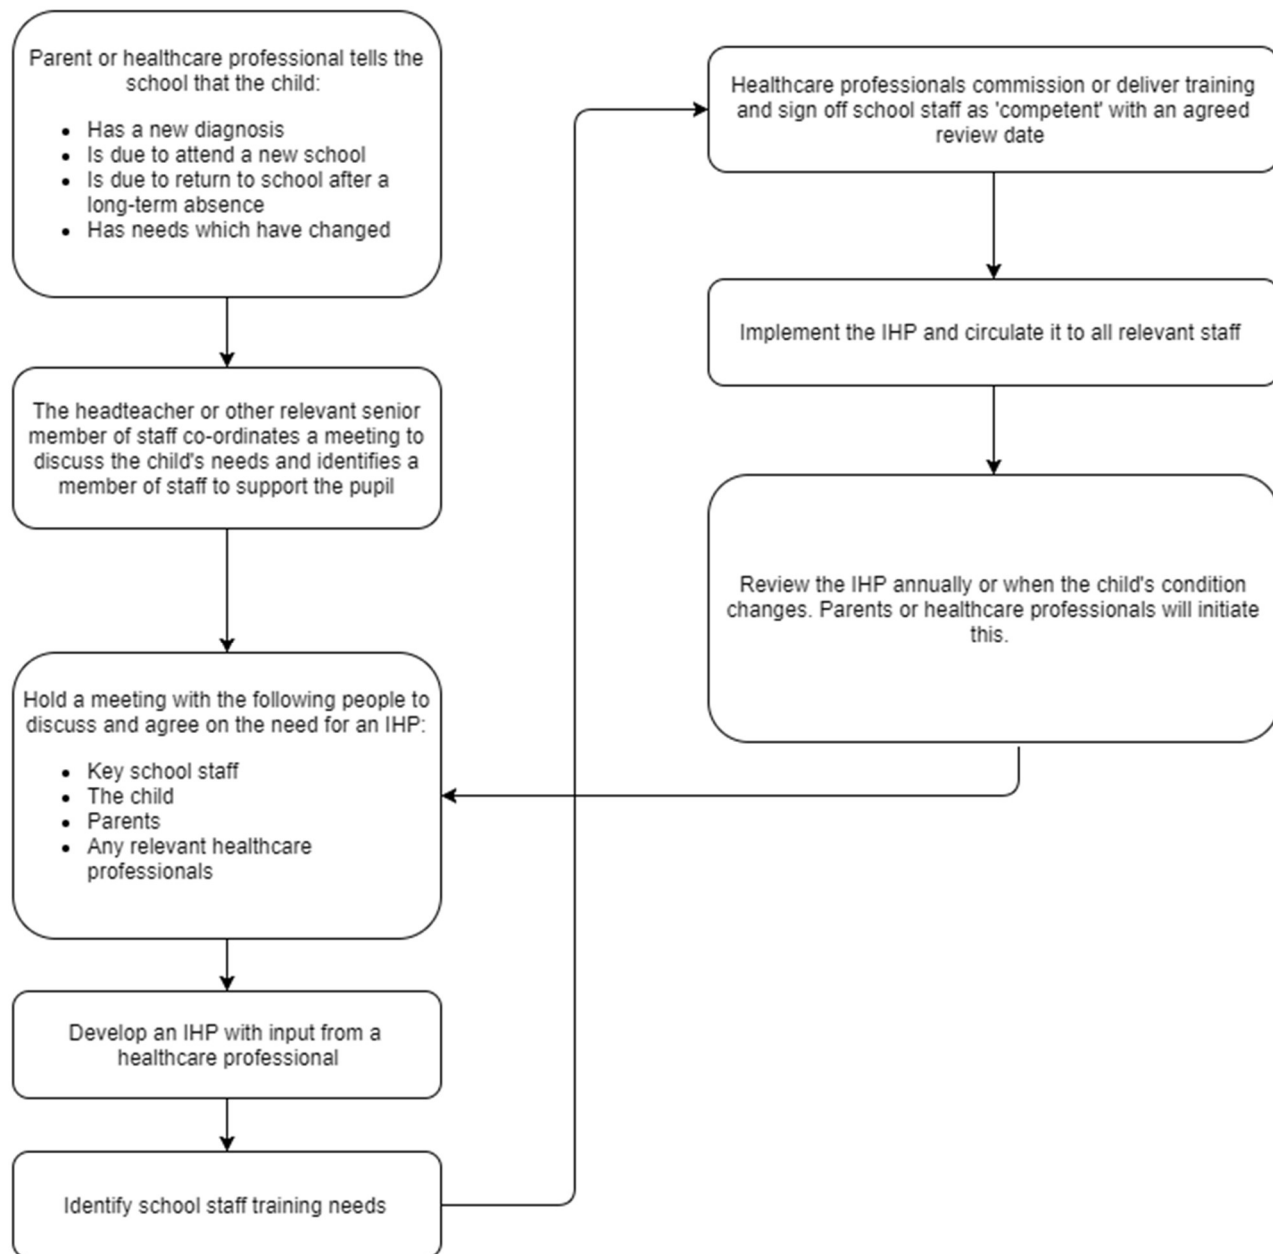 Parent or healthcare professional tells the
school that the child:
• Has a new diagnosis
• Is due to attend a new school
• Is due to return to school after a
long-term absence
• Has needs which have changed
The headteacher or other relevant senior
member of staff co-ordinates a meeting to
discuss the child's needs and identifies a
member of staff to support the pupil
Hold a meeting with the following people to
discuss and agree on the need for an IHP:
• Key school staff
• The child
• Parents
• Any relevant healthcare
professionals
Develop an IHP with input from a
healthcare professional
Identify school staff training needs
Healthcare professionals commission or deliver training
and sign off school staff as 'competent' with an agreed
review date
Implement the IHP and circulate it to all relevant staff
Review the IHP annually or when the child's condition
changes. Parents or healthcare professionals will initiate
this.